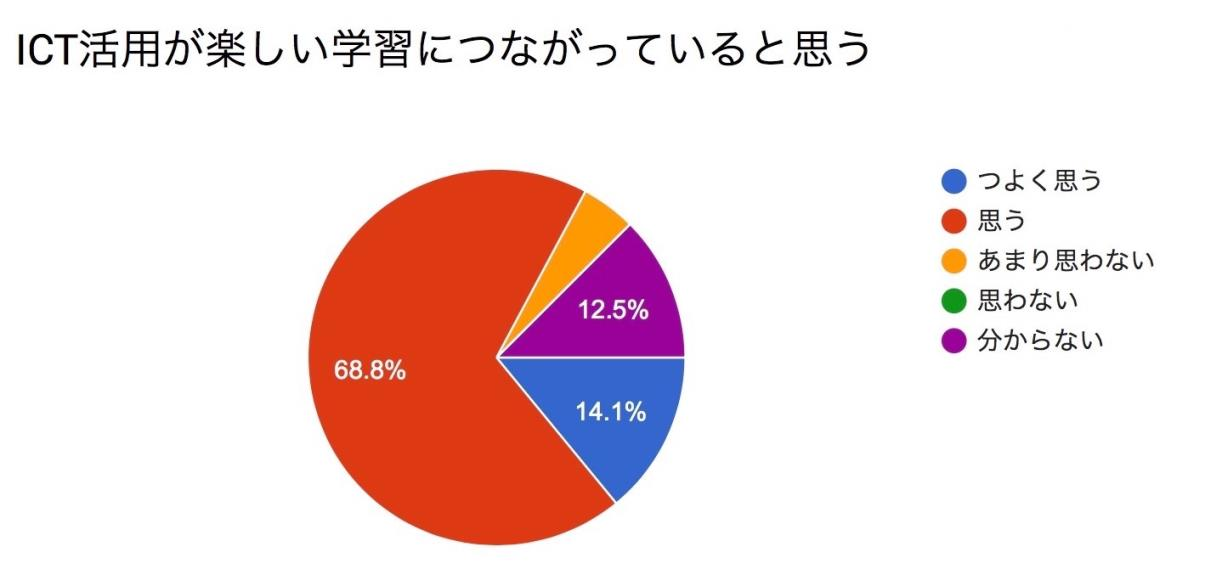 ICT活用が楽しい学習につながっていると思う
つよく思う
思う
あまり思わない
思わない
分からない
12.5%
68.8%
14.1%